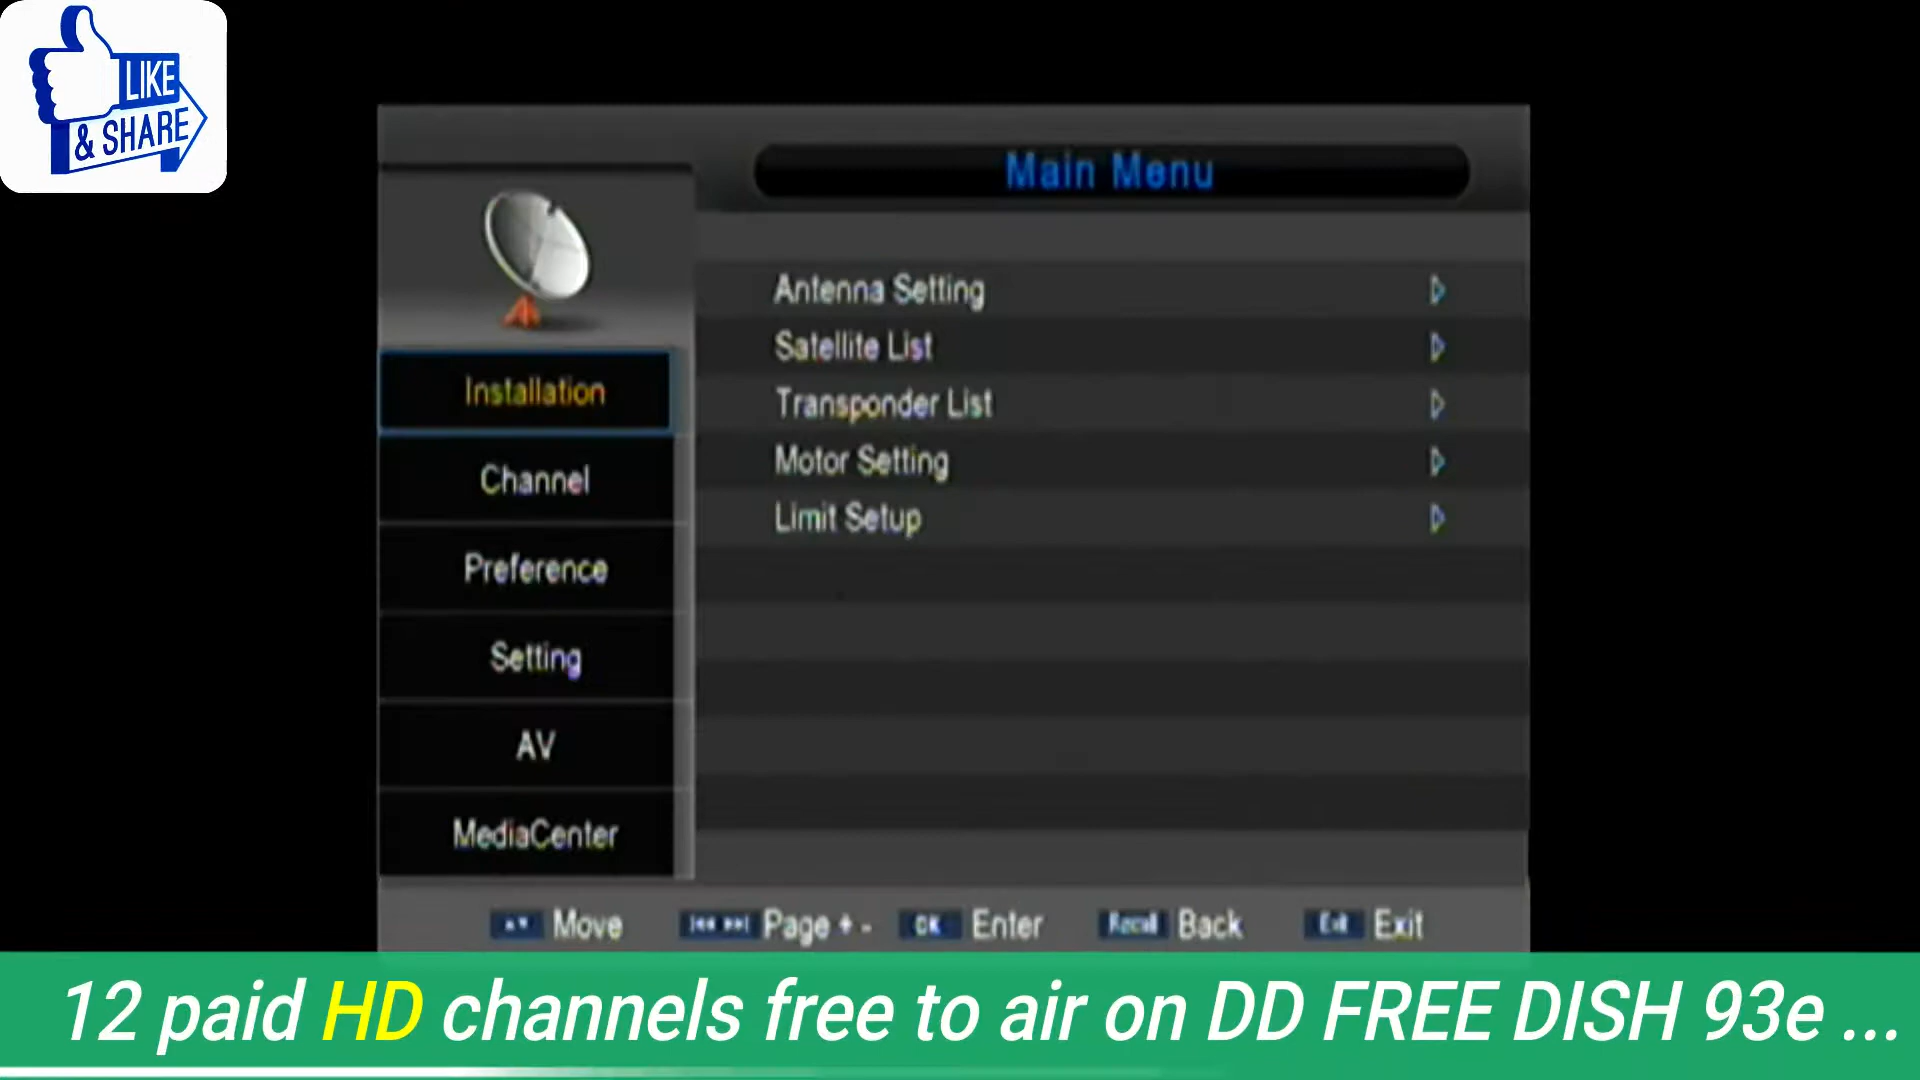 LIKE
& SHARE
Main Menu
Antenna Setting
Satellite List
Transponder List
Motor Setting
Limit Setup
Installation
Channel
Preference
Setting
AV
MediaCenter
Move Page + - OK Enter Recall Back Exit Exit
12 paid HD channels free to air on DD FREE DISH 93e ...